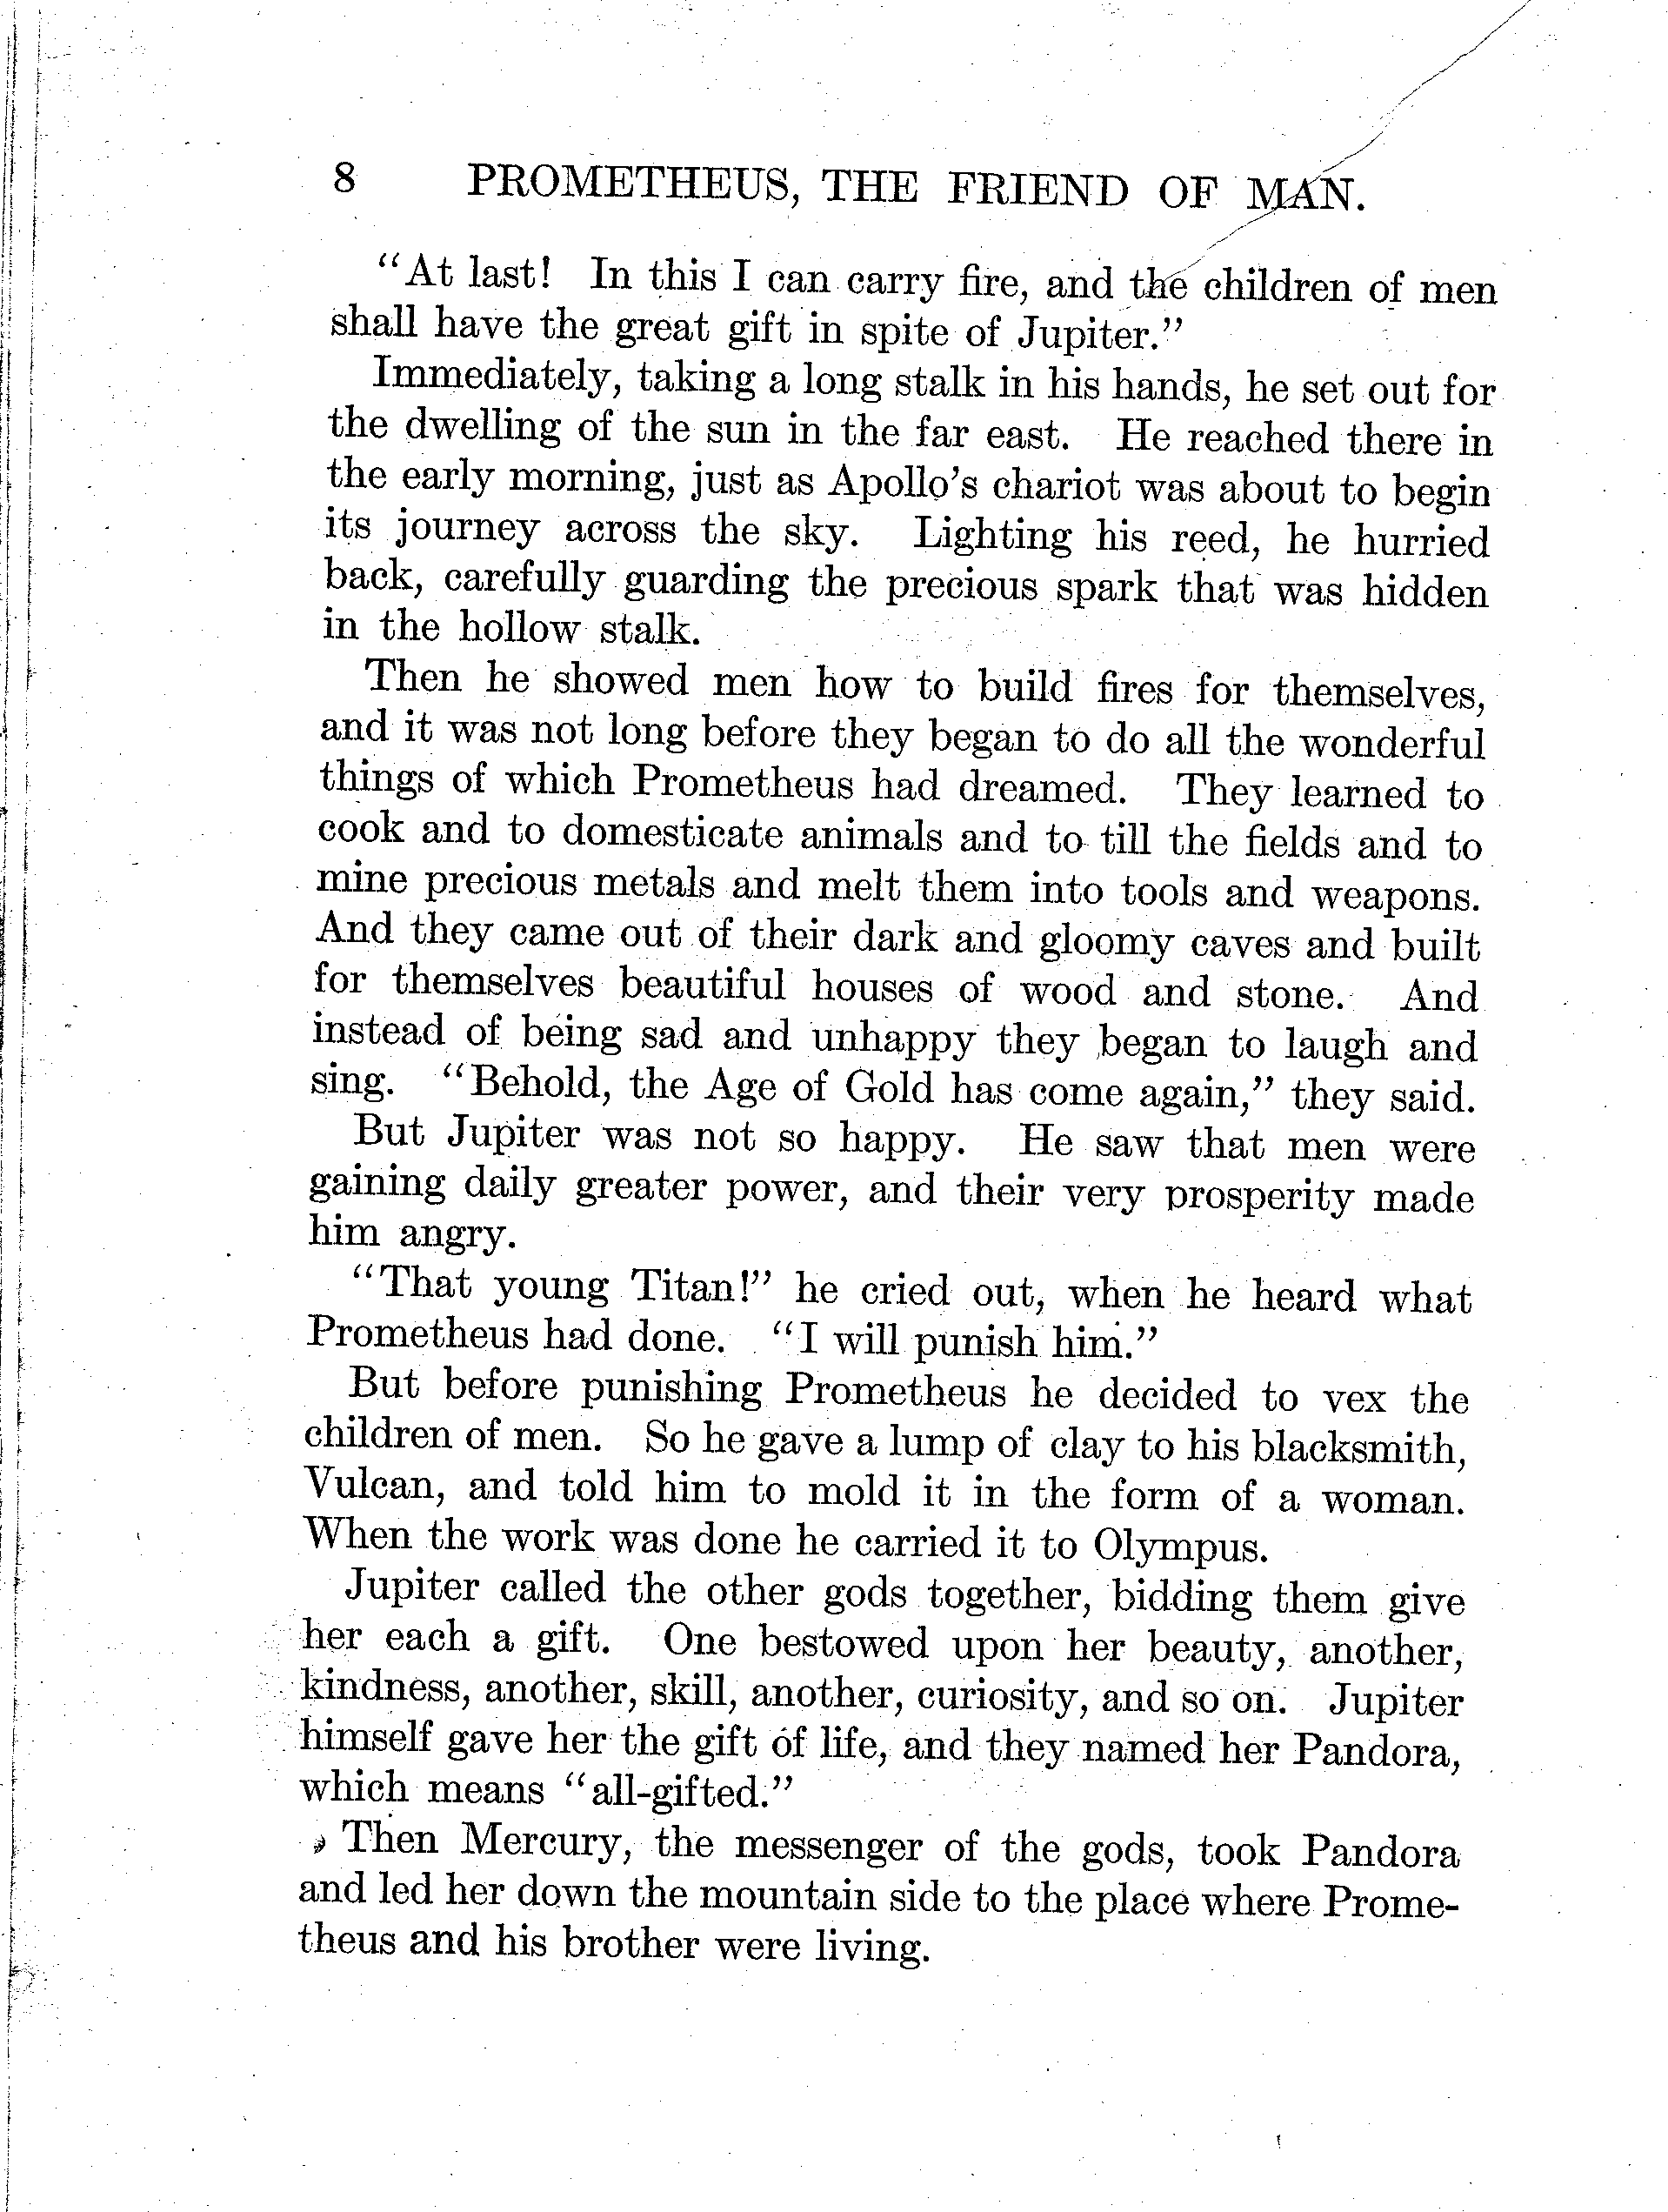 8 PROMETHEUS, THE FRIEND OF MAN.
“At last! In this I can carry fire, and the children of men
shall have the great gift in spite of Jupiter.”
Immediately, taking a long stalk in his hands, he set out for
the dwelling of the sun in the far east. He reached there in
the early morning, just as Apollo’s chariot was about to begin
its journey across the sky. Lighting his reed, he hurried
back, carefully guarding the precious spark that was hidden
in the hollow stalk.
Then he showed men how to build fires for themselves,
and it was not long before they began to do all the wonderful
things of which Prometheus had dreamed. They learned to
cook and to domesticate animals and to till the fields and to
mine precious metals and melt them into tools and weapons.
And they came out of their dark and gloomy caves and built
for themselves beautiful houses of wood and stone. And
instead of being sad and unhappy they began to laugh and
sing. “Behold, the Age of Gold has come again,” they said.
But Jupiter was not so happy. He saw that men were
gaining daily greater power, and their very prosperity made
him angry.
“That young Titan!” he cried out, when he heard what
Prometheus had done. “I will punish him.”
But before punishing Prometheus he decided to vex the
children of men. So he gave a lump of clay to his blacksmith,
Vulcan, and told him to mold it in the form of a woman.
When the work was done he carried it to Olympus.
Jupiter called the other gods together, bidding them give
her each a gift. One bestowed upon her beauty, another,
kindness, another, skill, another, curiosity, and so on. Jupiter
himself gave her the gift of life, and they named her Pandora,
which means “all-gifted.”
Then Mercury, the messenger of the gods, took Pandora
and led her down the mountain side to the place where Prome-
theus and his brother were living.